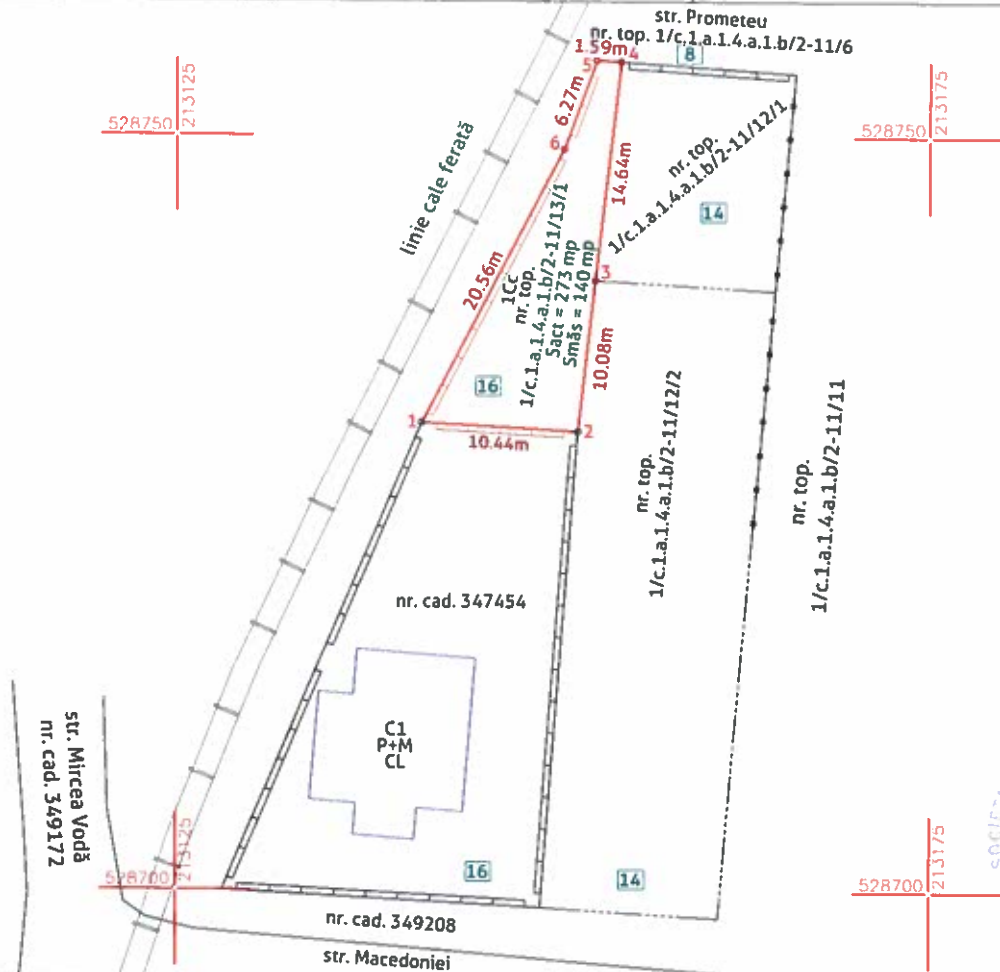 str. Prometeu
nr. top. 1/c.1.a.1.4.a.1.b/2-11/6
1.59m
5
4
8
213125
528750
213175
528750
6.27m
6
linie cale ferată
14.64m
nr. top.
1/c.1.a.1.4.a.1.b/2-11/12/1
14
20.56m
1Cc
nr. top.
1/c.1.a.1.4.a.1.b/2-11/13/1
Sact = 273 mp
Smăs = 140 mp
3
10.08m
16
1
2
10.44m
nr. top.
1/c.1.a.1.4.a.1.b/2-11/12/2
nr. top.
1/c.1.a.1.4.a.1.b/2-11/11
nr. cad. 347454
C1
P+M
CL
str. Mircea Vodă
nr. cad. 349172
213125
528700
16
14
213175
528700
nr. cad. 349208
str. Macedoniei